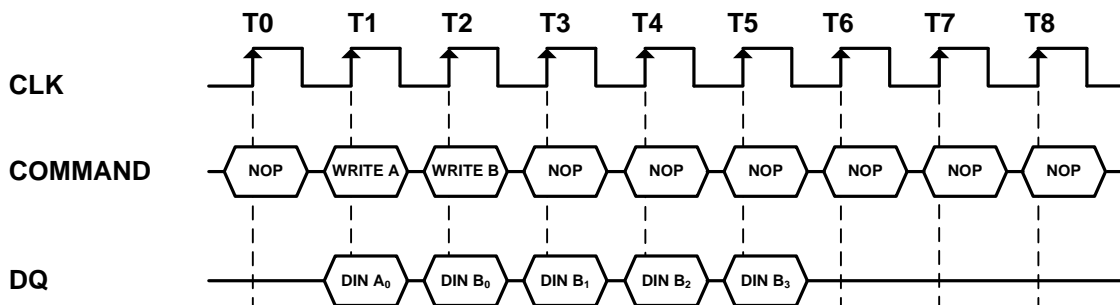 T0 T1 T2 T3 T4 T5 T6 T7 T8
CLK
COMMAND NOP WRITE A WRITE B NOP NOP NOP NOP NOP NOP
DQ DIN A₀ DIN B₀ DIN B₁ DIN B₂ DIN B₃